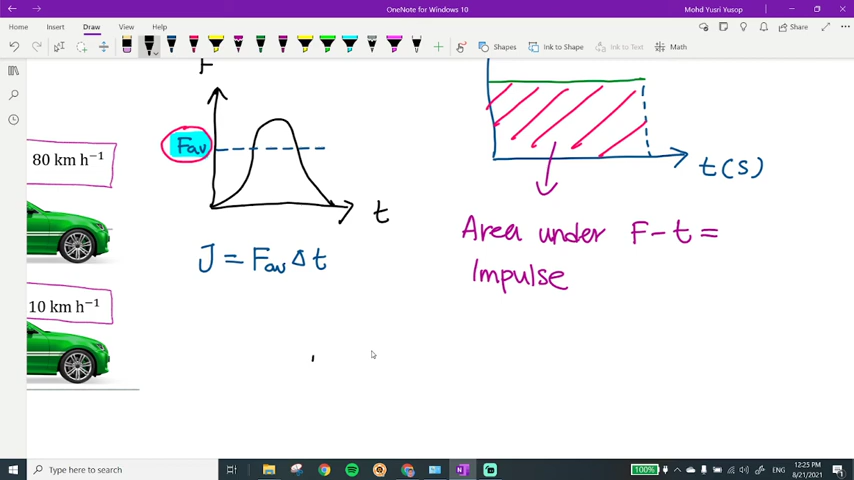 OneNote for Windows 10
Mohd Yusri Yusop
Home Insert Draw View Help
Share
Shapes
Ink to Shape
Ink to Text
Math
F
Fav
t
J = Fav Δt
80 km h⁻¹
10 km h⁻¹
t(s)
Area under F-t =
Impulse
Type here to search
100%
ENG
12:25 PM
8/21/2021